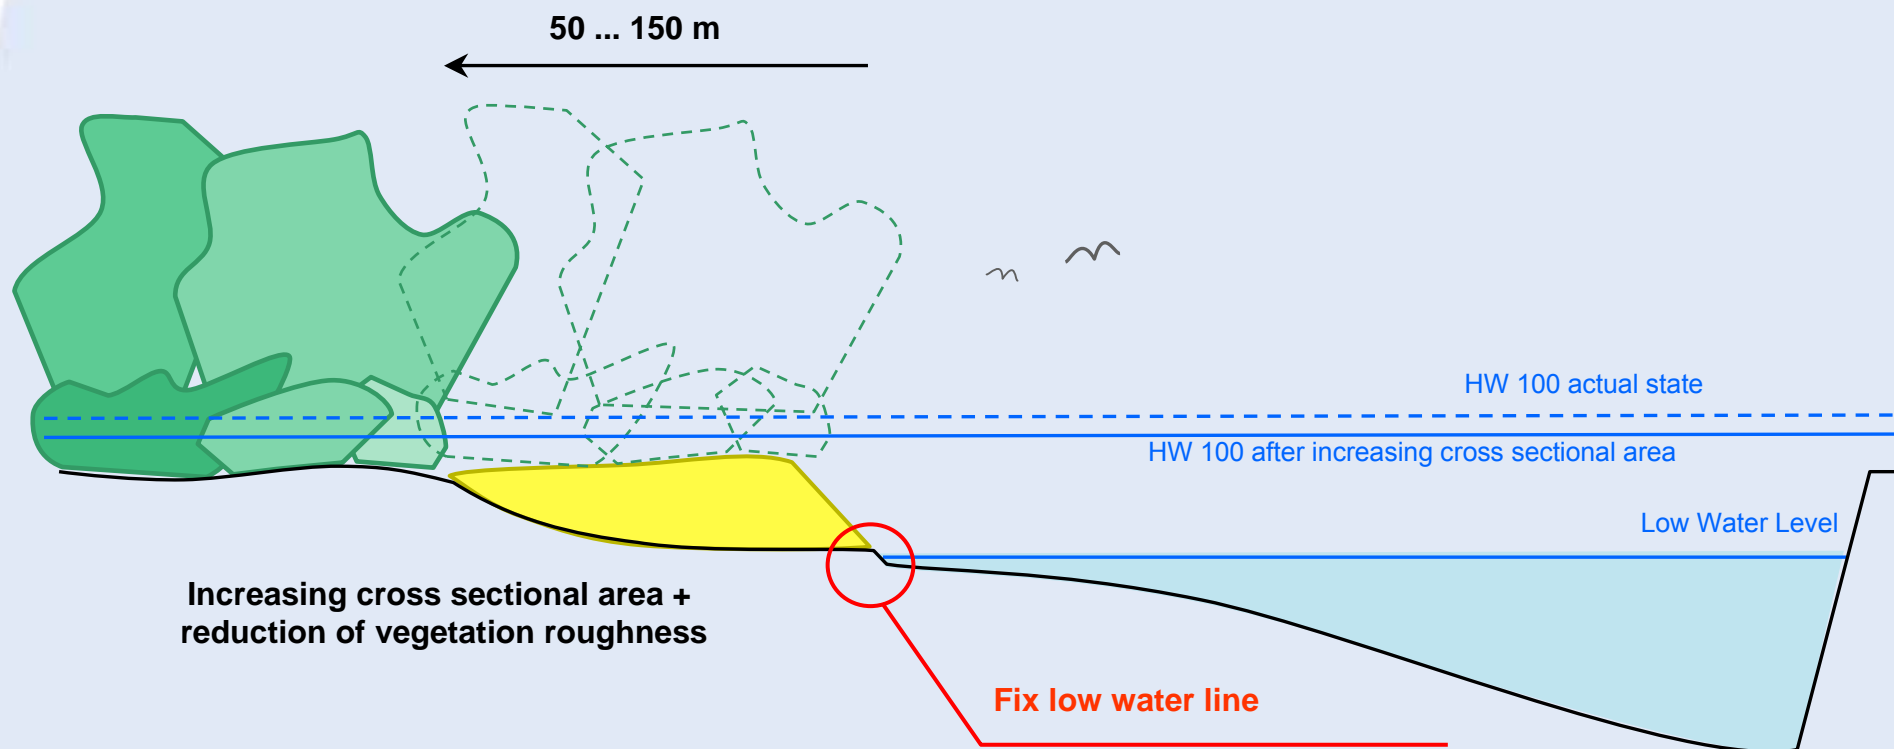 50 ... 150 m
HW 100 actual state
HW 100 after increasing cross sectional area
Low Water Level
Increasing cross sectional area +
reduction of vegetation roughness
Fix low water line